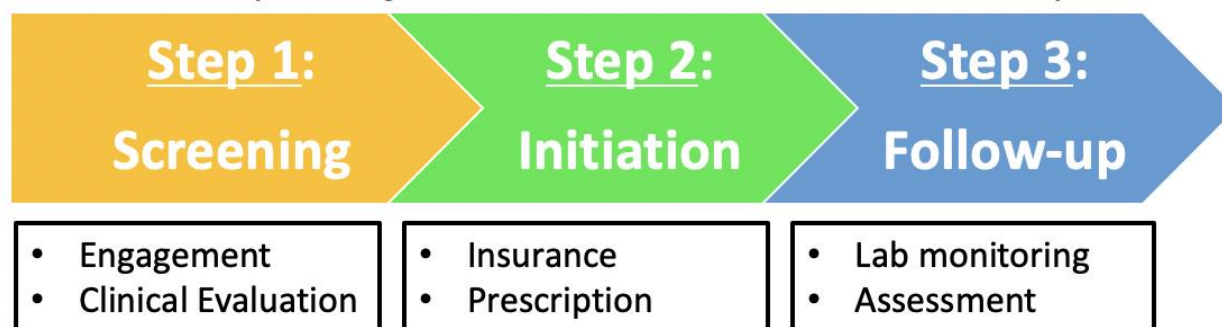 Step 1:
Screening
Step 2:
Initiation
Step 3:
Follow-up
• Engagement
• Clinical Evaluation
• Insurance
• Prescription
• Lab monitoring
• Assessment